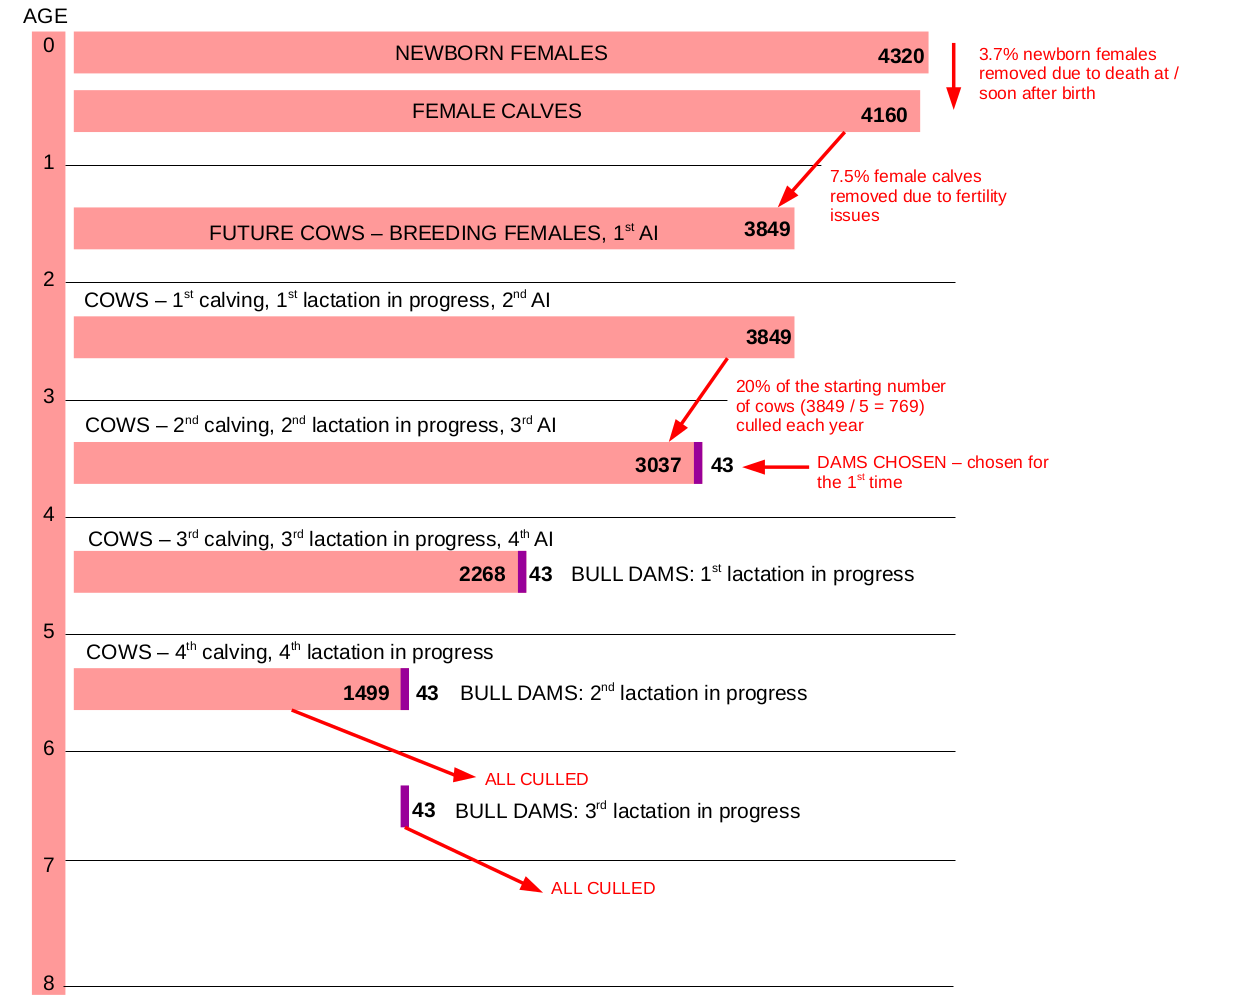 AGE
0
NEWBORN FEMALES 4320
3.7% newborn females
removed due to death at /
soon after birth
FEMALE CALVES 4160
1
7.5% female calves
removed due to fertility
issues
FUTURE COWS – BREEDING FEMALES, 1st AI 3849
2
COWS – 1st calving, 1st lactation in progress, 2nd AI
3849
3
20% of the starting number
of cows (3849 / 5 = 769)
culled each year
COWS – 2nd calving, 2nd lactation in progress, 3rd AI
3037 43
DAMS CHOSEN – chosen for
the 1st time
4
COWS – 3rd calving, 3rd lactation in progress, 4th AI
2268 43 BULL DAMS: 1st lactation in progress
5
COWS – 4th calving, 4th lactation in progress
1499 43 BULL DAMS: 2nd lactation in progress
6
ALL CULLED
43 BULL DAMS: 3rd lactation in progress
7
ALL CULLED
8